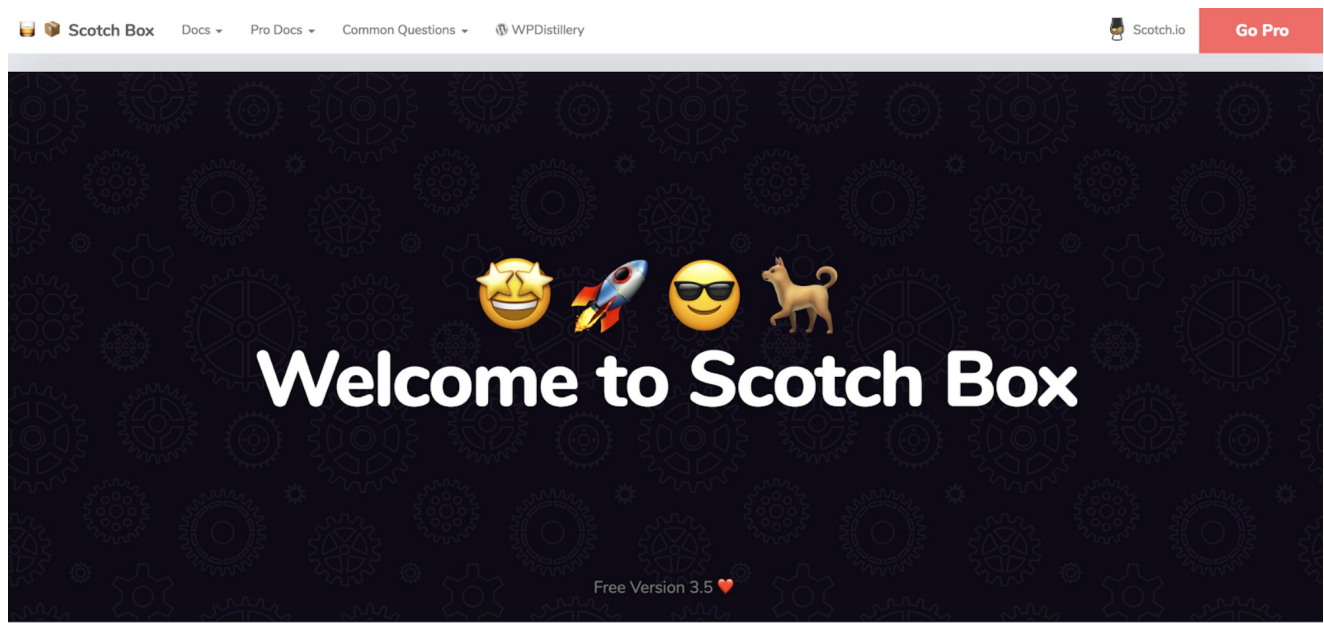 Scotch Box Docs Pro Docs Common Questions WPDistillery Scotch.io Go Pro
Welcome to Scotch Box
Free Version 3.5